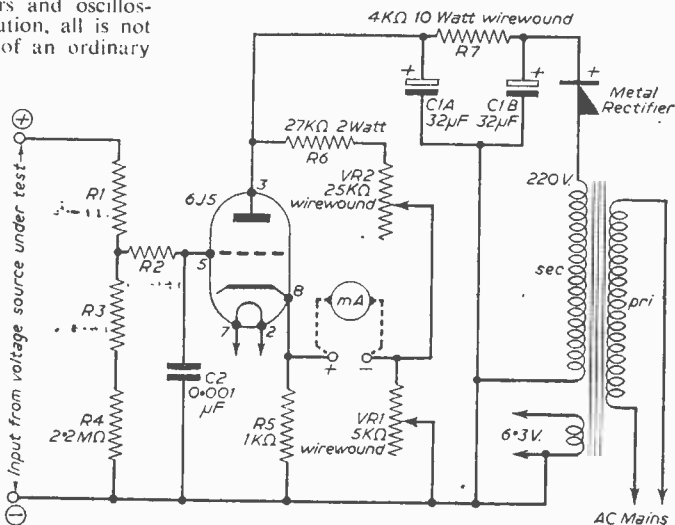 rs and oscillos-
ution, all is not
of an ordinary
4KΩ 10 Watt wirewound
R7
+
+
+
C1A
32µF
C1B
32µF
Metal
Rectifier
27KΩ 2Watt
R6
VR2
25KΩ
wirewound
220V.
sec
pri
6J5
3
5
8
7
2
mA
+
−
+
Input from voltage source under test
−
R1
R2
R3
R4
2·2MΩ
C2
0·001
µF
R5
1KΩ
VR1
5KΩ
wirewound
6·3V.
AC Mains